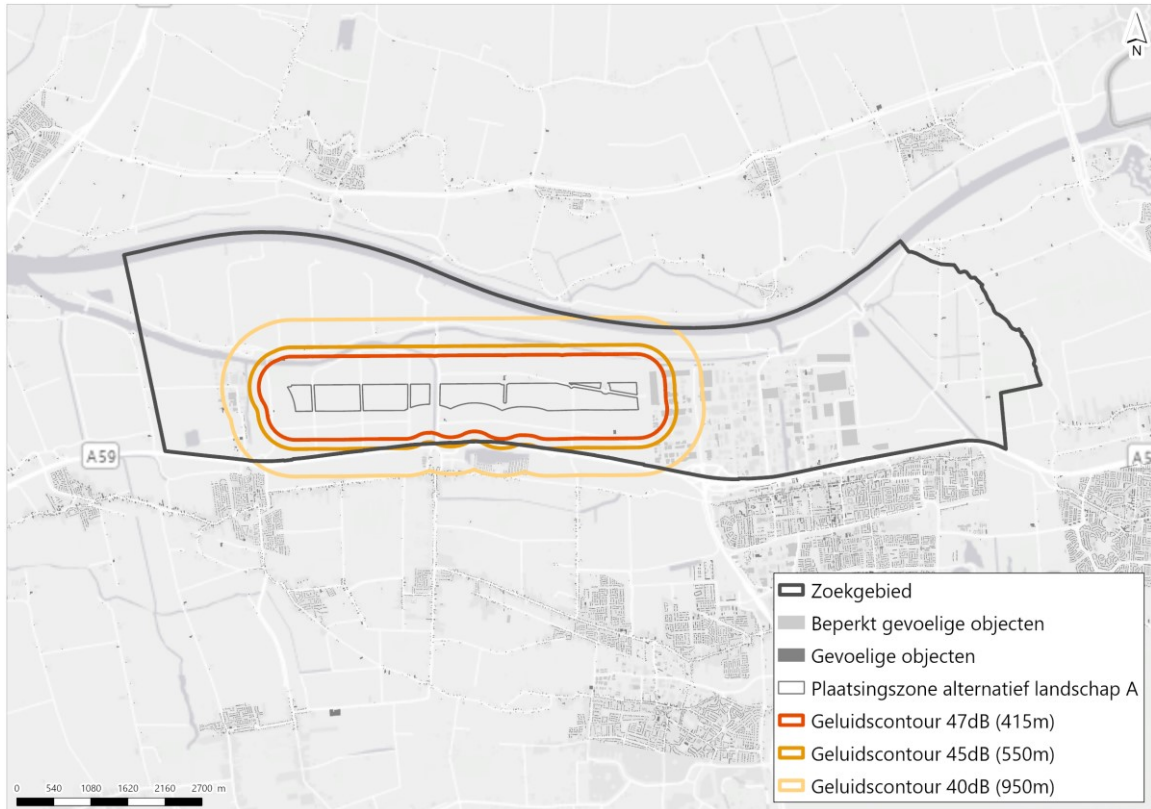 N
A59
A5
Zoekgebied
Beperkt gevoelige objecten
Gevoelige objecten
Plaatsingszone alternatief landschap A
Geluidscontour 47dB (415m)
Geluidscontour 45dB (550m)
Geluidscontour 40dB (950m)
0 540 1080 1620 2160 2700 m